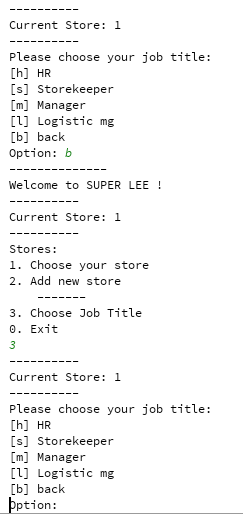 ----------
Current Store: 1
----------
Please choose your job title:
[h] HR
[s] Storekeeper
[m] Manager
[l] Logistic mg
[b] back
Option: b
--------------
Welcome to SUPER LEE !
----------
Current Store: 1
----------
Stores:
1. Choose your store
2. Add new store
    -------
3. Choose Job Title
0. Exit
3
----------
Current Store: 1
----------
Please choose your job title:
[h] HR
[s] Storekeeper
[m] Manager
[l] Logistic mg
[b] back
Option: